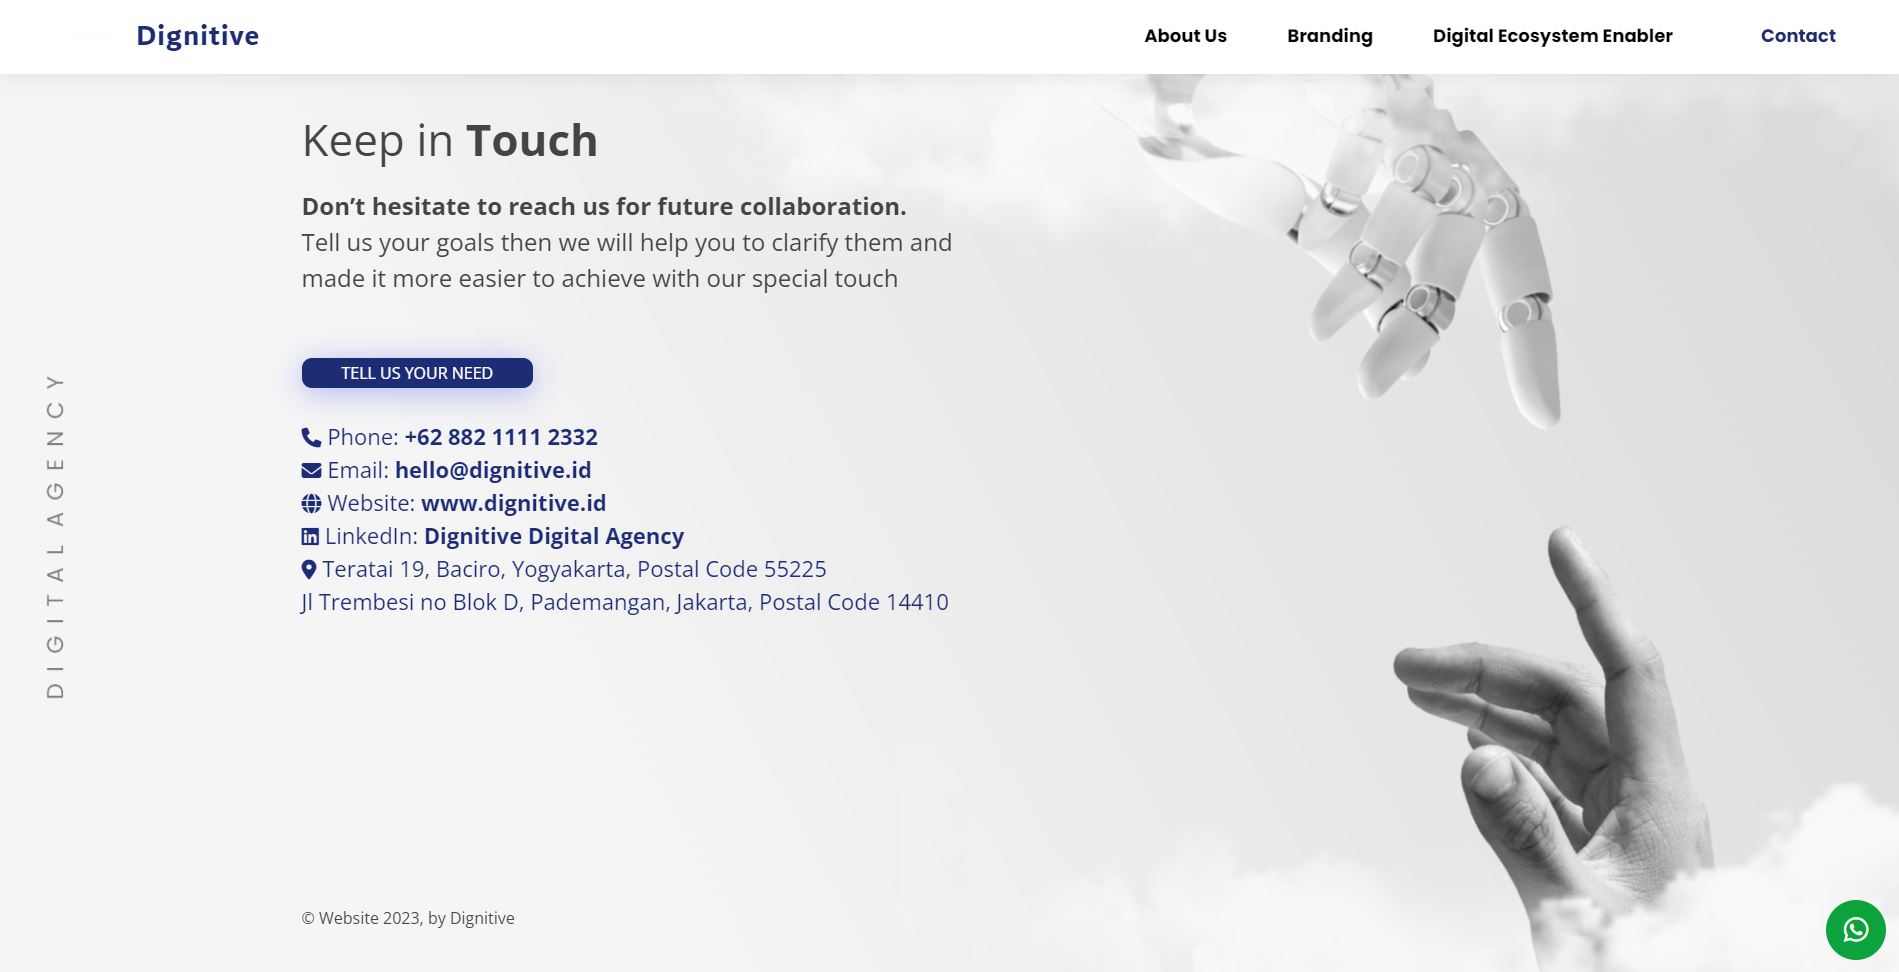 Dignitive
About Us
Branding
Digital Ecosystem Enabler
Contact
Keep in Touch
Don’t hesitate to reach us for future collaboration.
Tell us your goals then we will help you to clarify them and
made it more easier to achieve with our special touch
TELL US YOUR NEED
Phone: +62 882 1111 2332
Email: hello@dignitive.id
Website: www.dignitive.id
LinkedIn: Dignitive Digital Agency
Teratai 19, Baciro, Yogyakarta, Postal Code 55225
Jl Trembesi no Blok D, Pademangan, Jakarta, Postal Code 14410
DIGITAL AGENCY
© Website 2023, by Dignitive